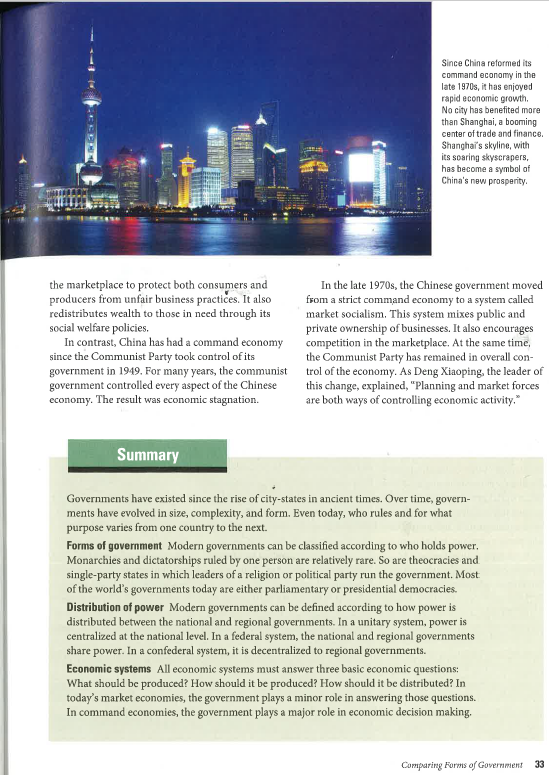 Since China reformed its
command economy in the
late 1970s, it has enjoyed
rapid economic growth.
No city has benefited more
than Shanghai, a booming
center of trade and finance.
Shanghai's skyline, with
its soaring skyscrapers,
has become a symbol of
China's new prosperity.
the marketplace to protect both consumers and
producers from unfair business practices. It also
redistributes wealth to those in need through its
social welfare policies.
In contrast, China has had a command economy
since the Communist Party took control of its
government in 1949. For many years, the communist
government controlled every aspect of the Chinese
economy. The result was economic stagnation.
In the late 1970s, the Chinese government moved
from a strict command economy to a system called
market socialism. This system mixes public and
private ownership of businesses. It also encourages
competition in the marketplace. At the same time,
the Communist Party has remained in overall con-
trol of the economy. As Deng Xiaoping, the leader of
this change, explained, "Planning and market forces
are both ways of controlling economic activity."
Summary
Governments have existed since the rise of city-states in ancient times. Over time, govern-
ments have evolved in size, complexity, and form. Even today, who rules and for what
purpose varies from one country to the next.
Forms of government Modern governments can be classified according to who holds power.
Monarchies and dictatorships ruled by one person are relatively rare. So are theocracies and
single-party states in which leaders of a religion or political party run the government. Most
of the world's governments today are either parliamentary or presidential democracies.
Distribution of power Modern governments can be defined according to how power is
distributed between the national and regional governments. In a unitary system, power is
centralized at the national level. In a federal system, the national and regional governments
share power. In a confederal system, it is decentralized to regional governments.
Economic systems All economic systems must answer three basic economic questions:
What should be produced? How should it be produced? How should it be distributed? In
today's market economies, the government plays a minor role in answering those questions.
In command economies, the government plays a major role in economic decision making.
Comparing Forms of Government 33